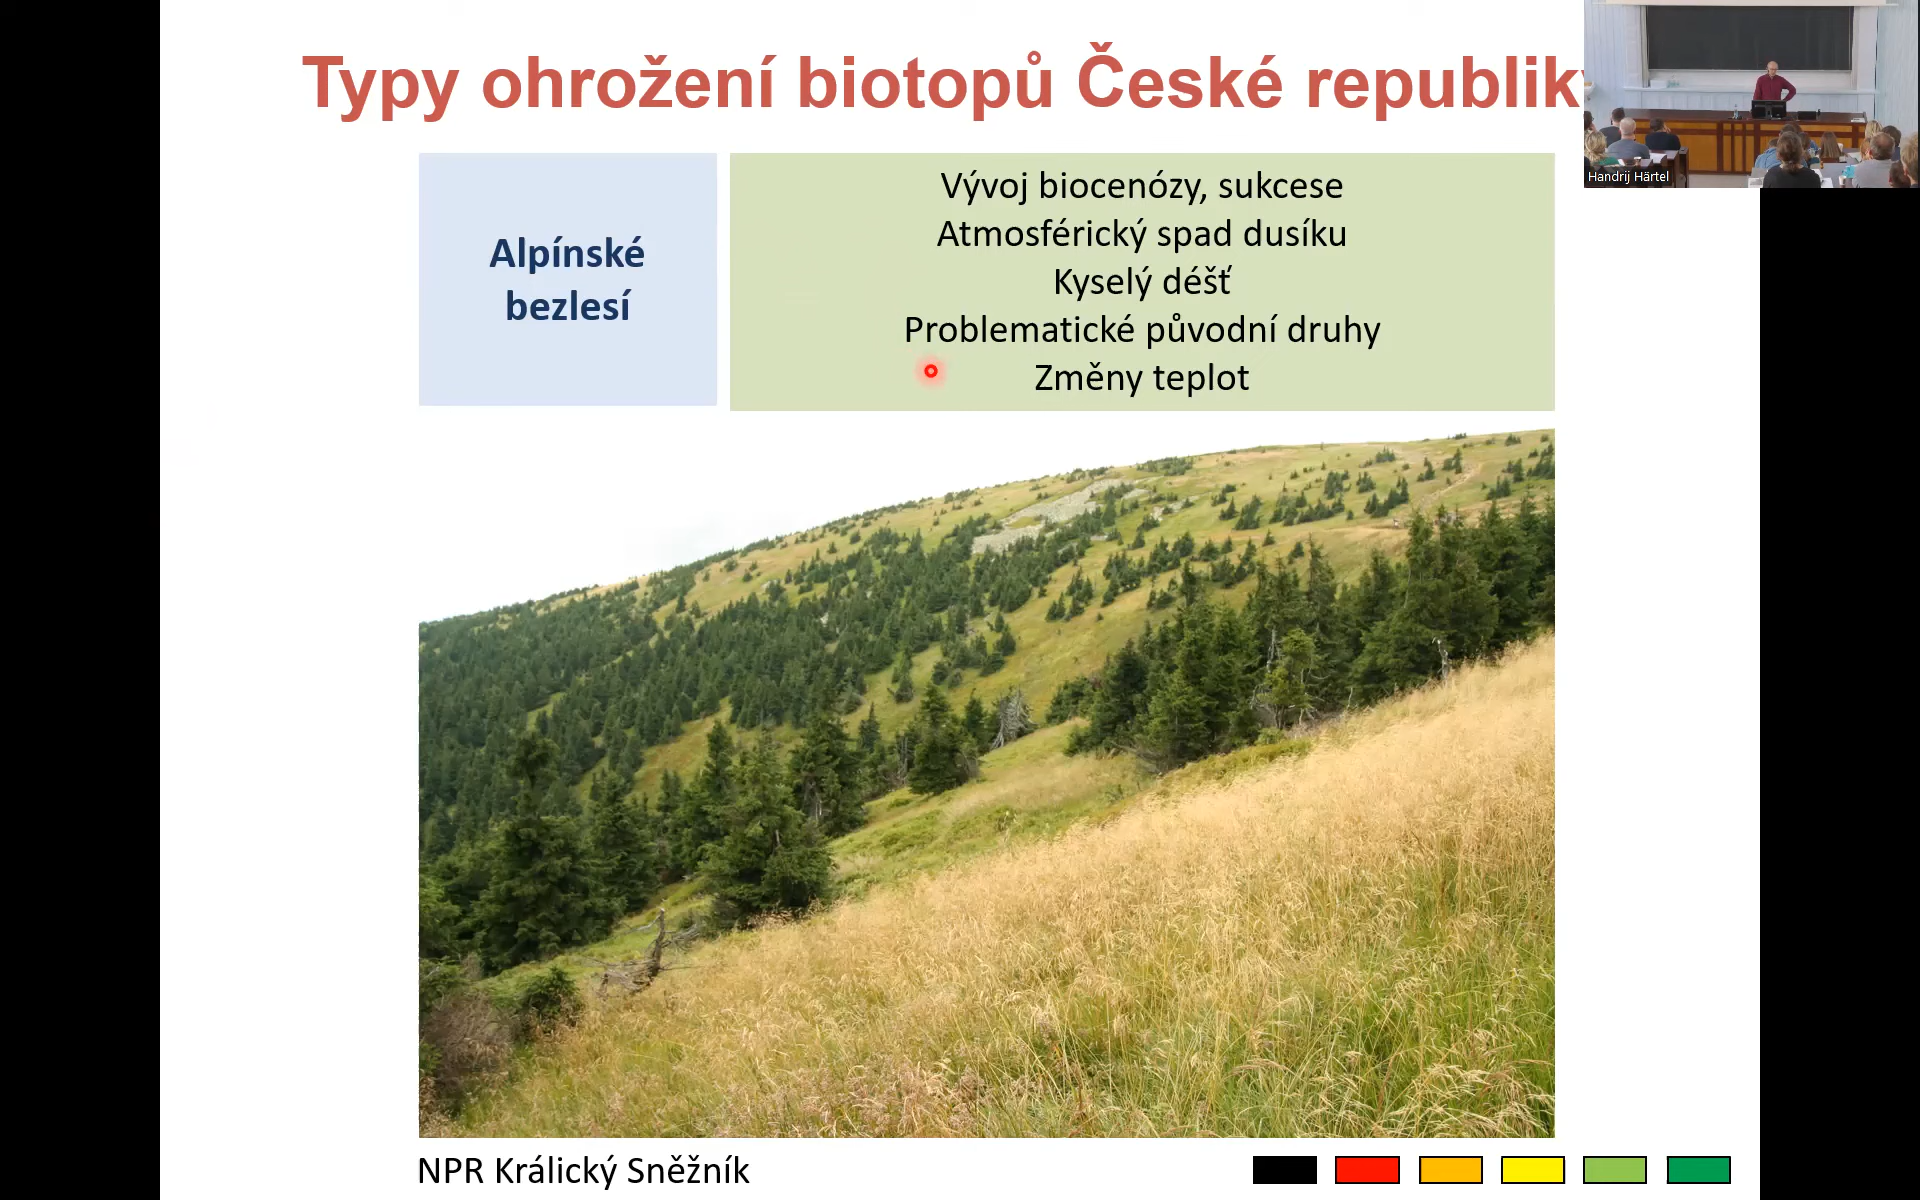 Typy ohrožení biotopů České republiky
Handrij Härtel
Alpínské
bezlesí
Vývoj biocenózy, sukcese
Atmosférický spad dusíku
Kyselý déšť
Problematické původní druhy
Změny teplot
NPR Králický Sněžník